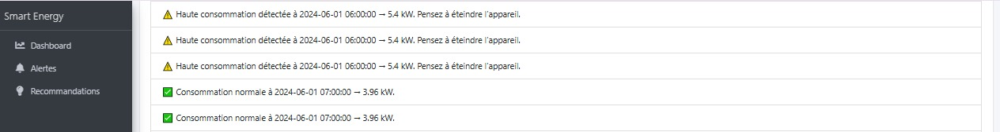 Smart Energy
Dashboard
Alertes
Recommandations
⚠ Haute consommation détectée à 2024-06-01 06:00:00 → 5.4 kW. Pensez à éteindre l'appareil.
⚠ Haute consommation détectée à 2024-06-01 06:00:00 → 5.4 kW. Pensez à éteindre l'appareil.
⚠ Haute consommation détectée à 2024-06-01 06:00:00 → 5.4 kW. Pensez à éteindre l'appareil.
✅ Consommation normale à 2024-06-01 07:00:00 → 3.96 kW.
✅ Consommation normale à 2024-06-01 07:00:00 → 3.96 kW.